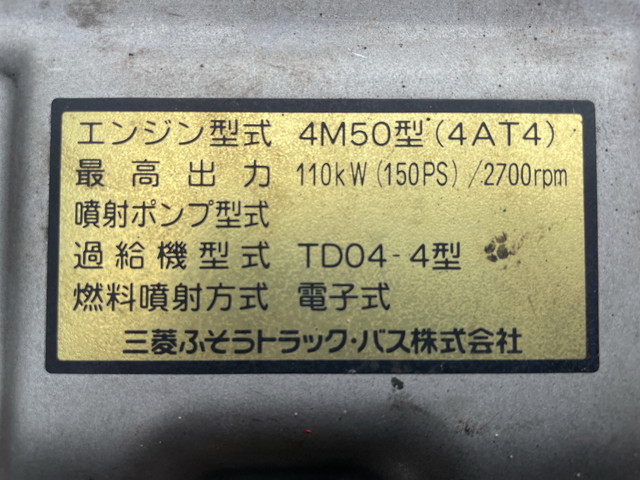 エンジン型式 4M50型(4AT4)
最高出力 110kW(150PS)/2700rpm
噴射ポンプ型式
過給機型式 TD04-4型
燃料噴射方式 電子式
三菱ふそうトラック・バス株式会社